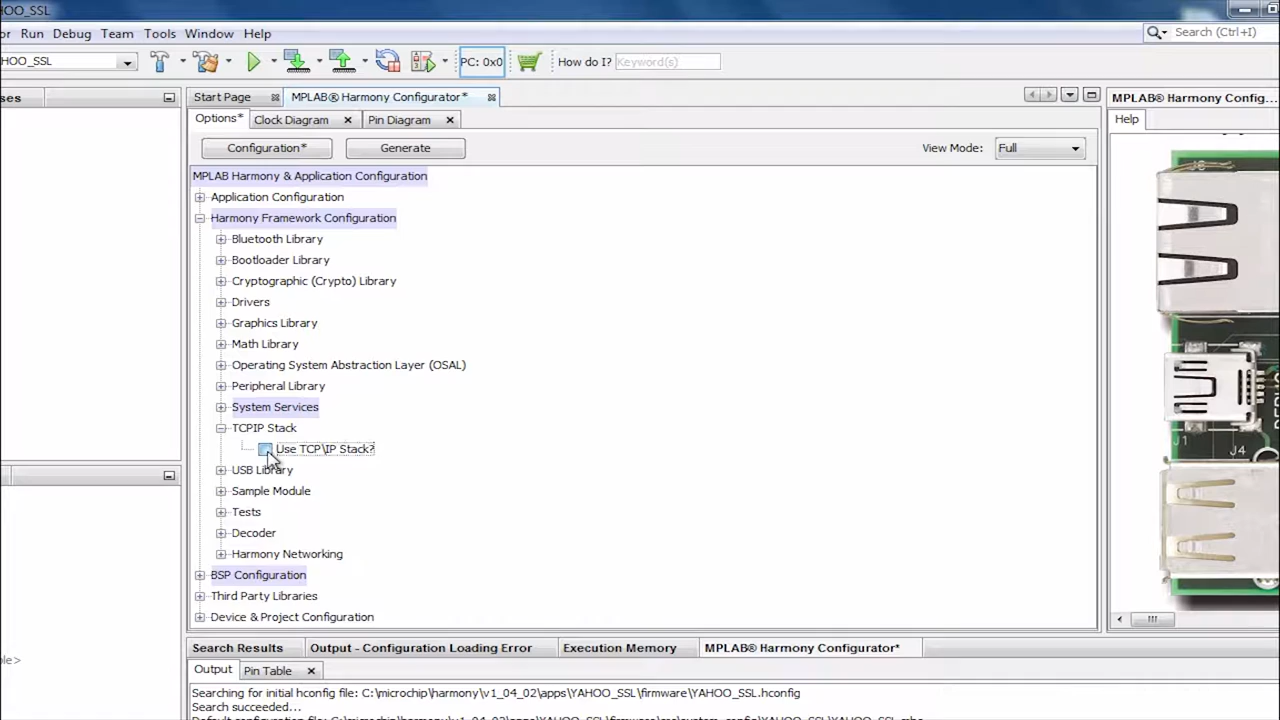 OO_SSL
or Run Debug Team Tools Window Help
Search (Ctrl+I)
HOO_SSL
PC: 0x0
How do I?
Keyword(s)
ses
Start Page
MPLAB® Harmony Configurator*
MPLAB® Harmony Config...
Options*
Clock Diagram
Pin Diagram
Help
Configuration*
Generate
View Mode:
Full
MPLAB Harmony & Application Configuration
Application Configuration
Harmony Framework Configuration
Bluetooth Library
Bootloader Library
Cryptographic (Crypto) Library
Drivers
Graphics Library
Math Library
Operating System Abstraction Layer (OSAL)
Peripheral Library
System Services
TCPIP Stack
Use TCP\IP Stack?
USB Library
Sample Module
Tests
Decoder
Harmony Networking
BSP Configuration
Third Party Libraries
Device & Project Configuration
J1
J4
Search Results
Output - Configuration Loading Error
Execution Memory
MPLAB® Harmony Configurator*
Output
Pin Table
ble>
Searching for initial hconfig file: C:\microchip\harmony\v1_04_02\apps\YAHOO_SSL\firmware\YAHOO_SSL.hconfig
Search succeeded...